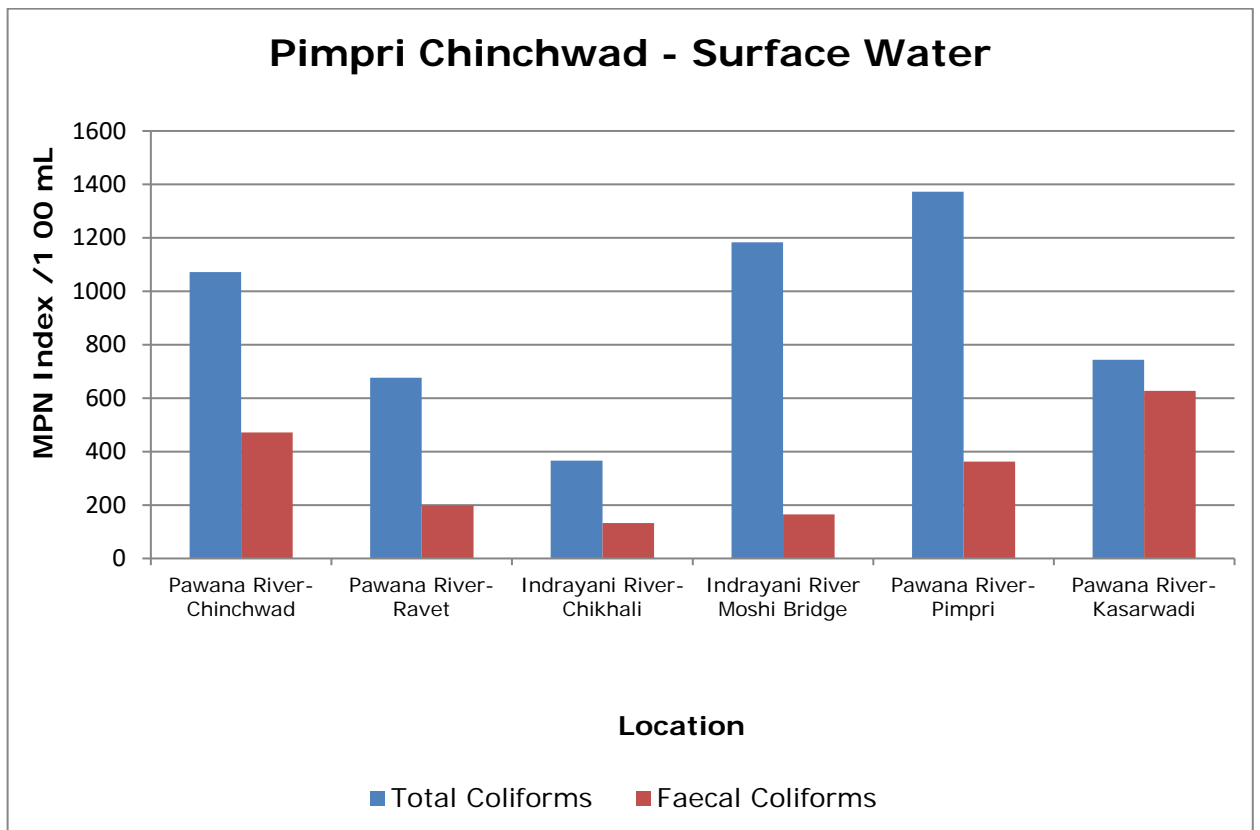 Pimpri Chinchwad - Surface Water
MPN Index /1 00 mL
1600
1400
1200
1000
800
600
400
200
0
Pawana River-
Chinchwad
Pawana River-
Ravet
Indrayani River-
Chikhali
Indrayani River
Moshi Bridge
Pawana River-
Pimpri
Pawana River-
Kasarwadi
Location
Total Coliforms
Faecal Coliforms